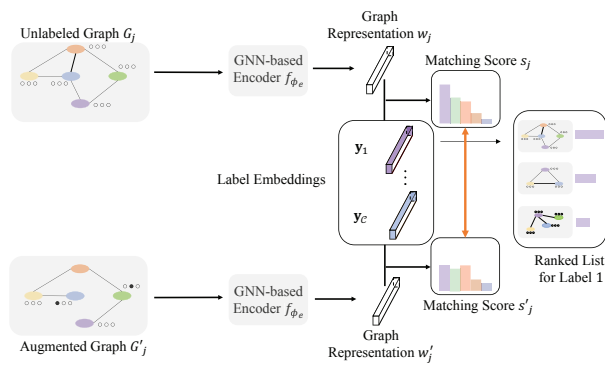 Unlabeled Graph G_j
GNN-based
Encoder f_{ϕ_e}
Graph
Representation w_j
Matching Score s_j
Label Embeddings
y_1
⋮
y_C
Ranked List
for Label 1
Matching Score s'_j
GNN-based
Encoder f_{ϕ_e}
Graph
Representation w'_j
Augmented Graph G'_j